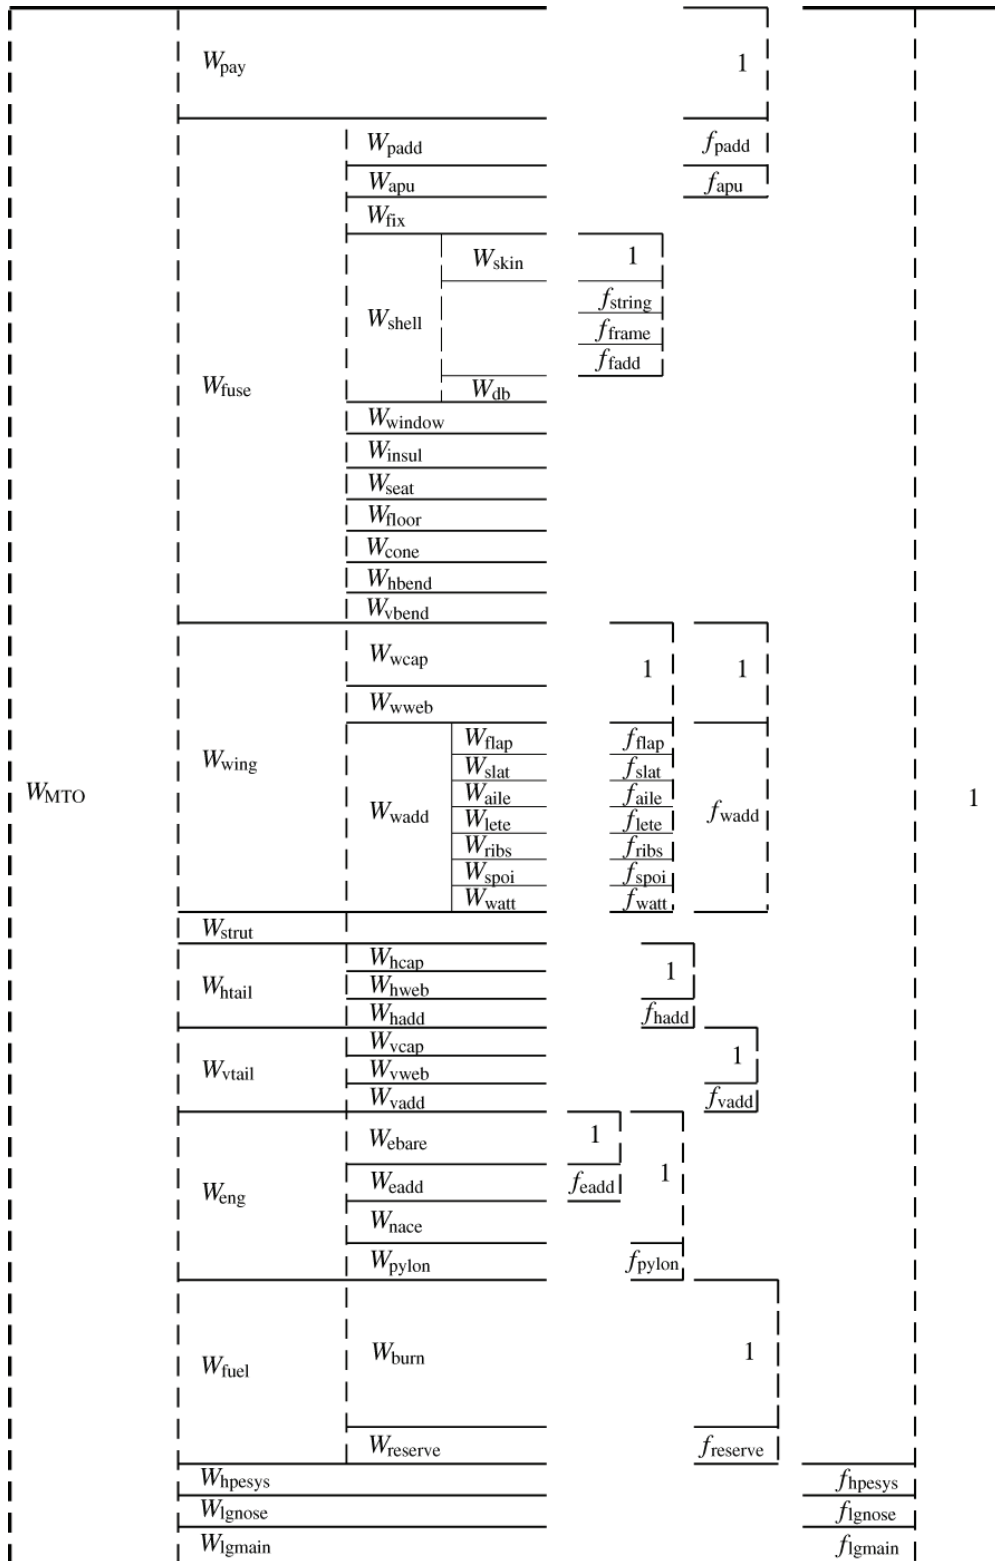 W_pay 1
W_padd f_padd
W_apu f_apu
W_fix
W_skin 1
f_string
W_shell f_frame
f_fadd
W_fuse W_db
W_window
W_insul
W_seat
W_floor
W_cone
W_hbend
W_vbend
W_wcap 1 1
W_wweb
W_flap f_flap
W_wing W_slat f_slat
W_MTO W_aile f_aile 1
W_wadd W_lete f_lete f_wadd
W_ribs f_ribs
W_spoi f_spoi
W_watt f_watt
W_strut
W_hcap 1
W_htail W_hweb
W_hadd f_hadd
W_vcap 1
W_vtail W_vweb
W_vadd f_vadd
W_ebare 1 1
W_eng W_eadd f_eadd
W_nace
W_pylon f_pylon
W_fuel W_burn 1
W_reserve f_reserve
W_hpesys f_hpesys
W_lgnose f_lgnose
W_lgmain f_lgmain